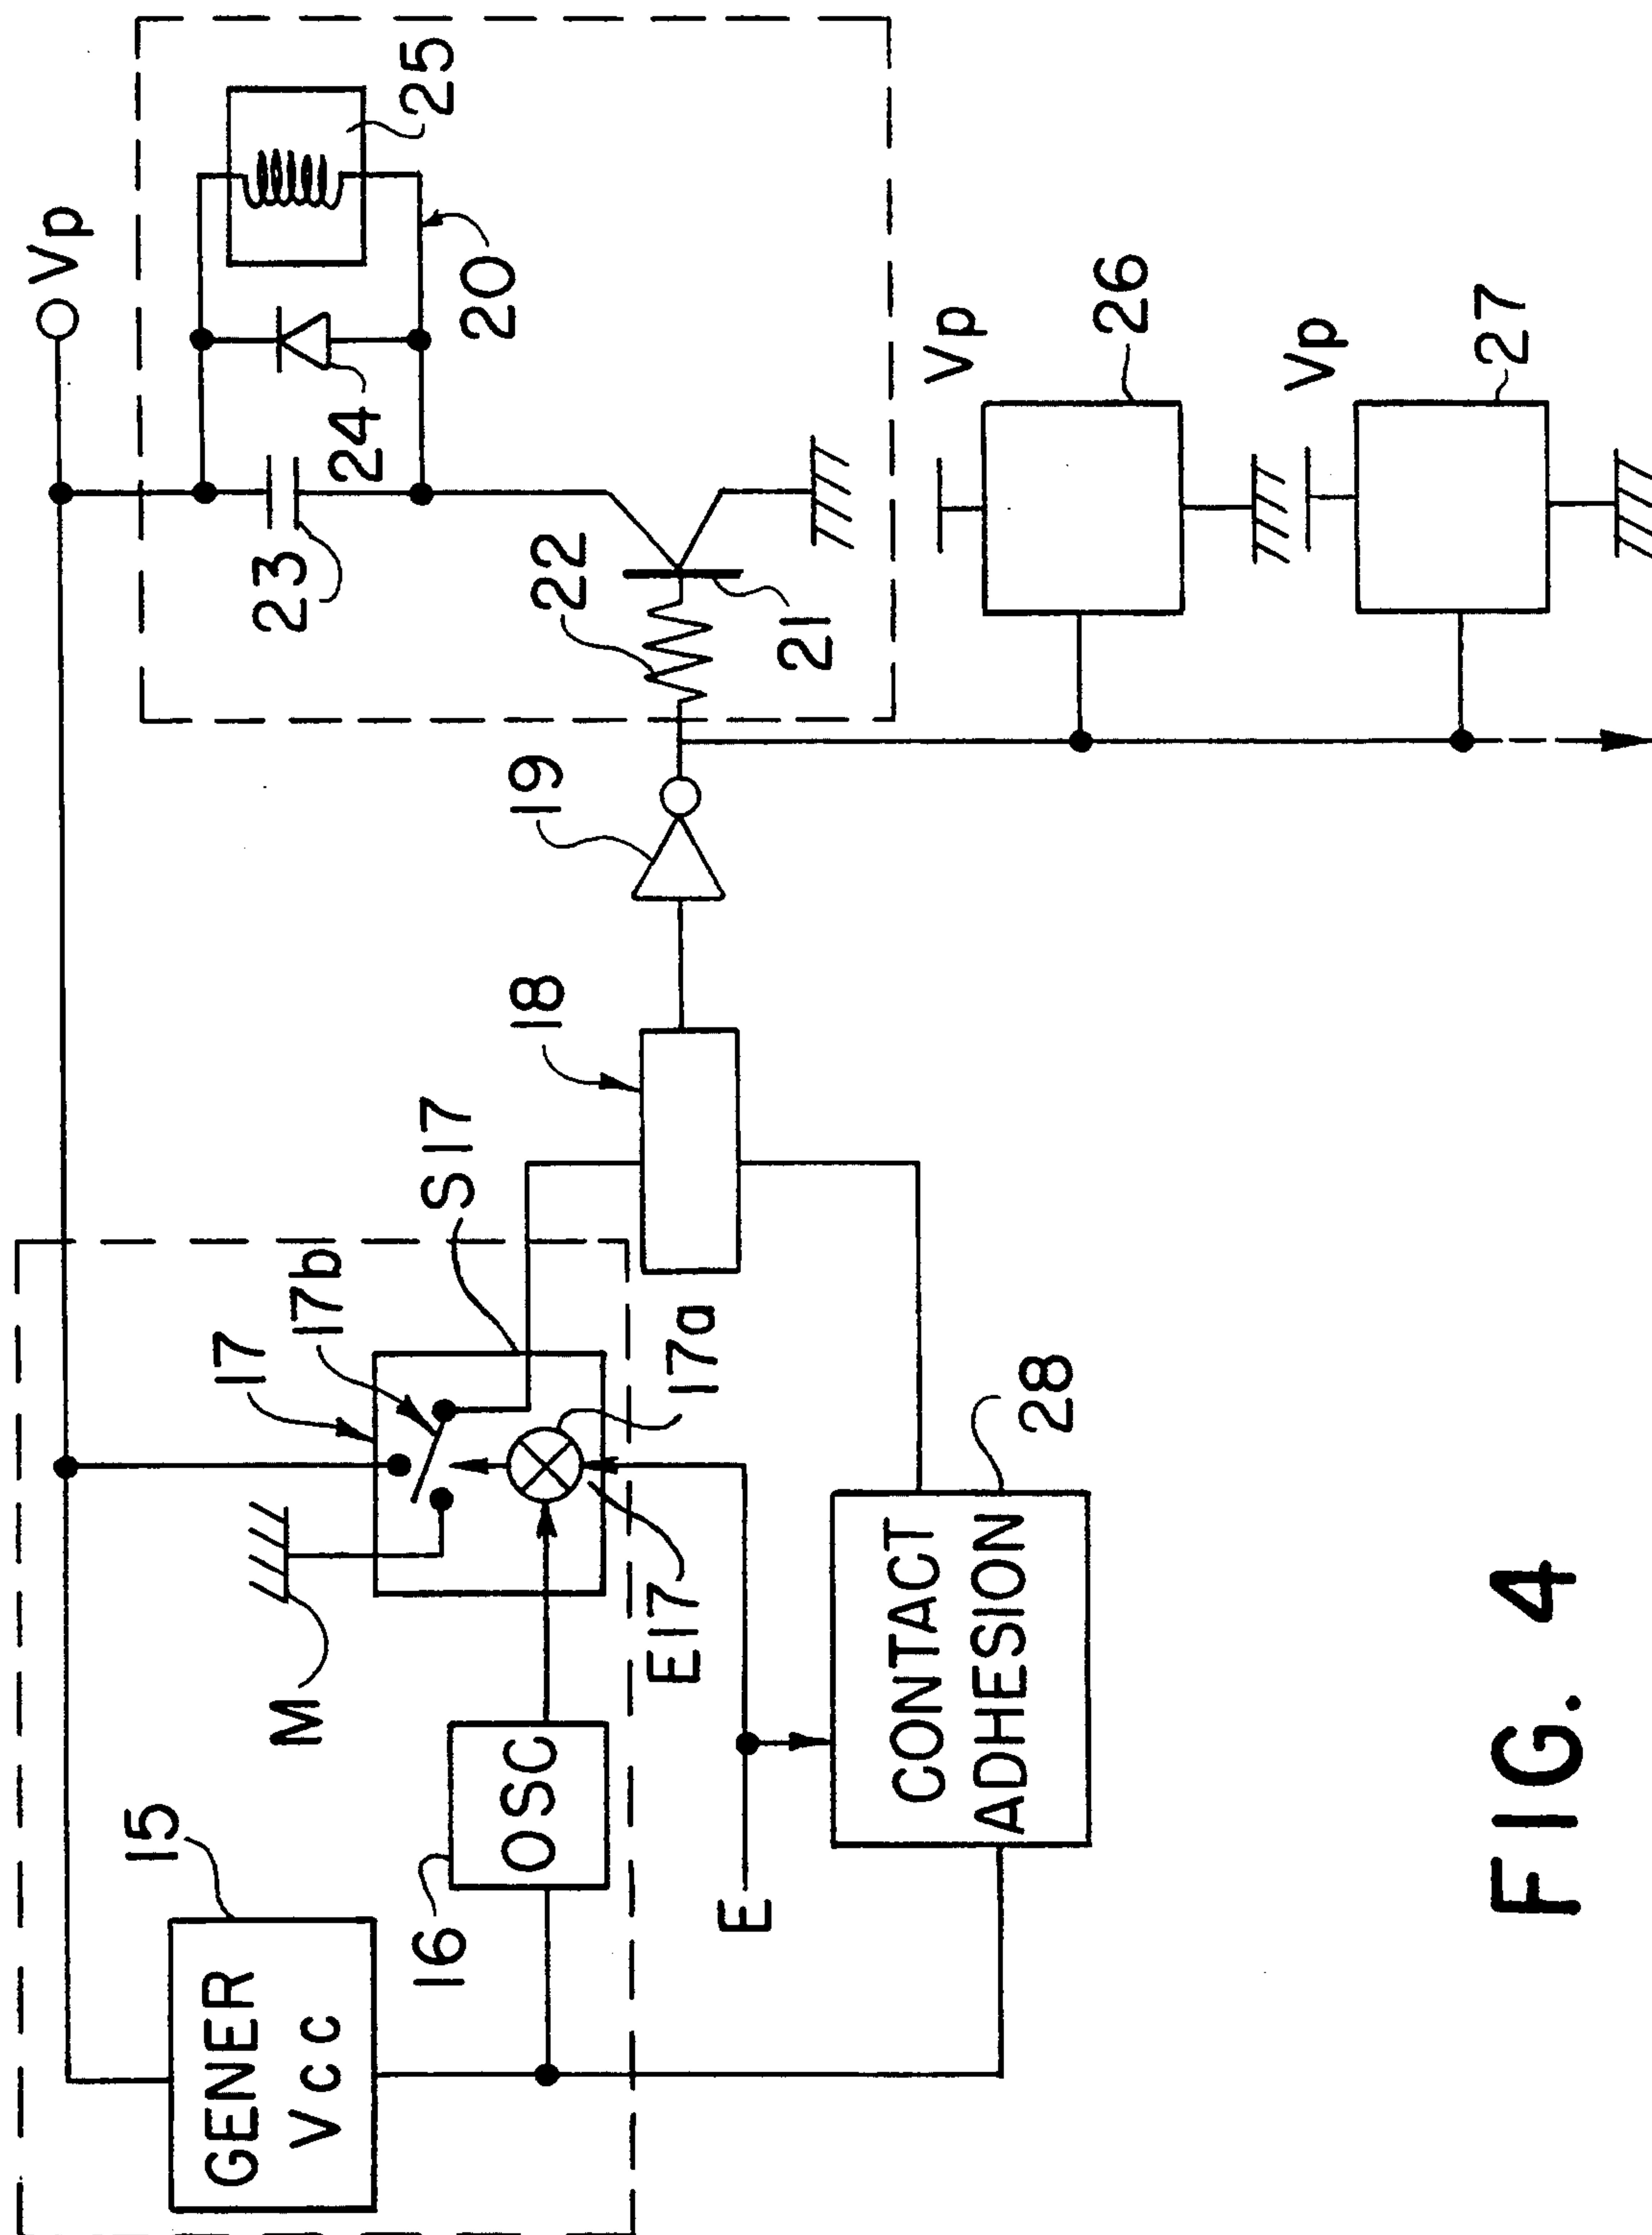 Vp
15
GENER
Vcc
M
17
17b
S17
16
OSC
E17
17a
E
CONTACT
ADHESION
28
18
19
23
24
25
20
22
21
Vp
26
Vp
27
FIG. 4